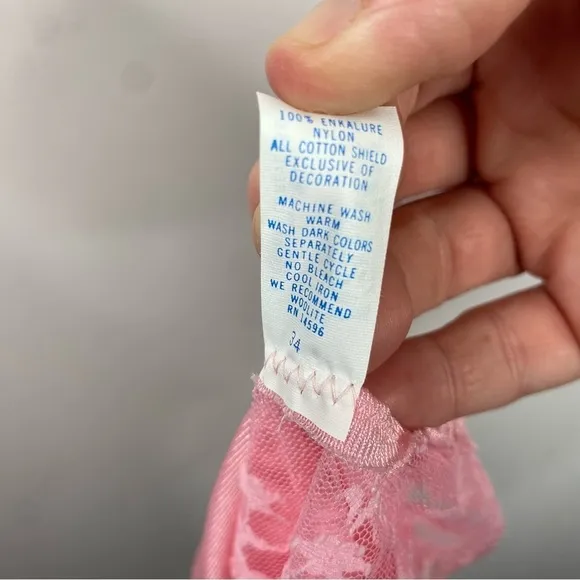 100% ENKALURE
NYLON
ALL COTTON SHIELD
EXCLUSIVE OF
DECORATION
MACHINE WASH
WARM
WASH DARK COLORS
SEPARATELY
GENTLE CYCLE
NO BLEACH
COOL IRON
WE RECOMMEND
WOOLITE
RN 14596
34